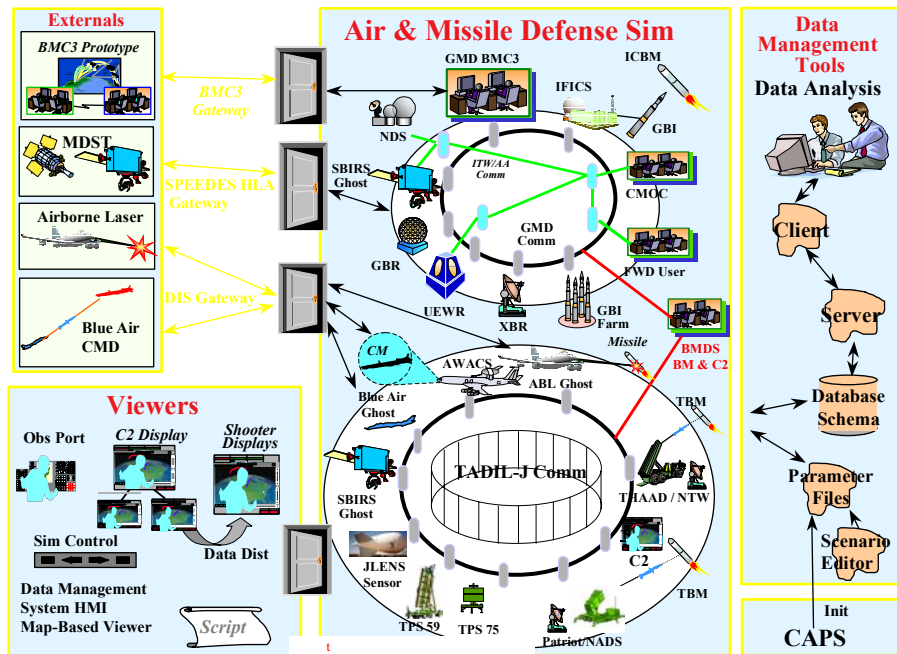 Externals
BMC3 Prototype
MDST
Airborne Laser
Blue Air
CMD
BMC3
Gateway
SPEEDES HLA
Gateway
DIS Gateway
Air & Missile Defense Sim
GMD BMC3
IFICS
ICBM
GBI
NDS
ITW/AA
Comm
SBIRS
Ghost
CMOC
GMD
Comm
GBR
FWD User
UEWR
XBR
GBI
Farm
Missile
BMDS
BM & C2
CM
AWACS
ABL Ghost
Blue Air
Ghost
TBM
TADIL-J Comm
SBIRS
Ghost
THAAD / NTW
C2
JLENS
Sensor
TBM
TPS 59
TPS 75
Patriot/NADS
t
Data
Management
Tools
Data Analysis
Client
Server
Database
Schema
Parameter
Files
Scenario
Editor
Init
CAPS
Viewers
Obs Port
C2 Display
Shooter
Displays
Sim Control
Data Dist
Data Management
System HMI
Map-Based Viewer
Script